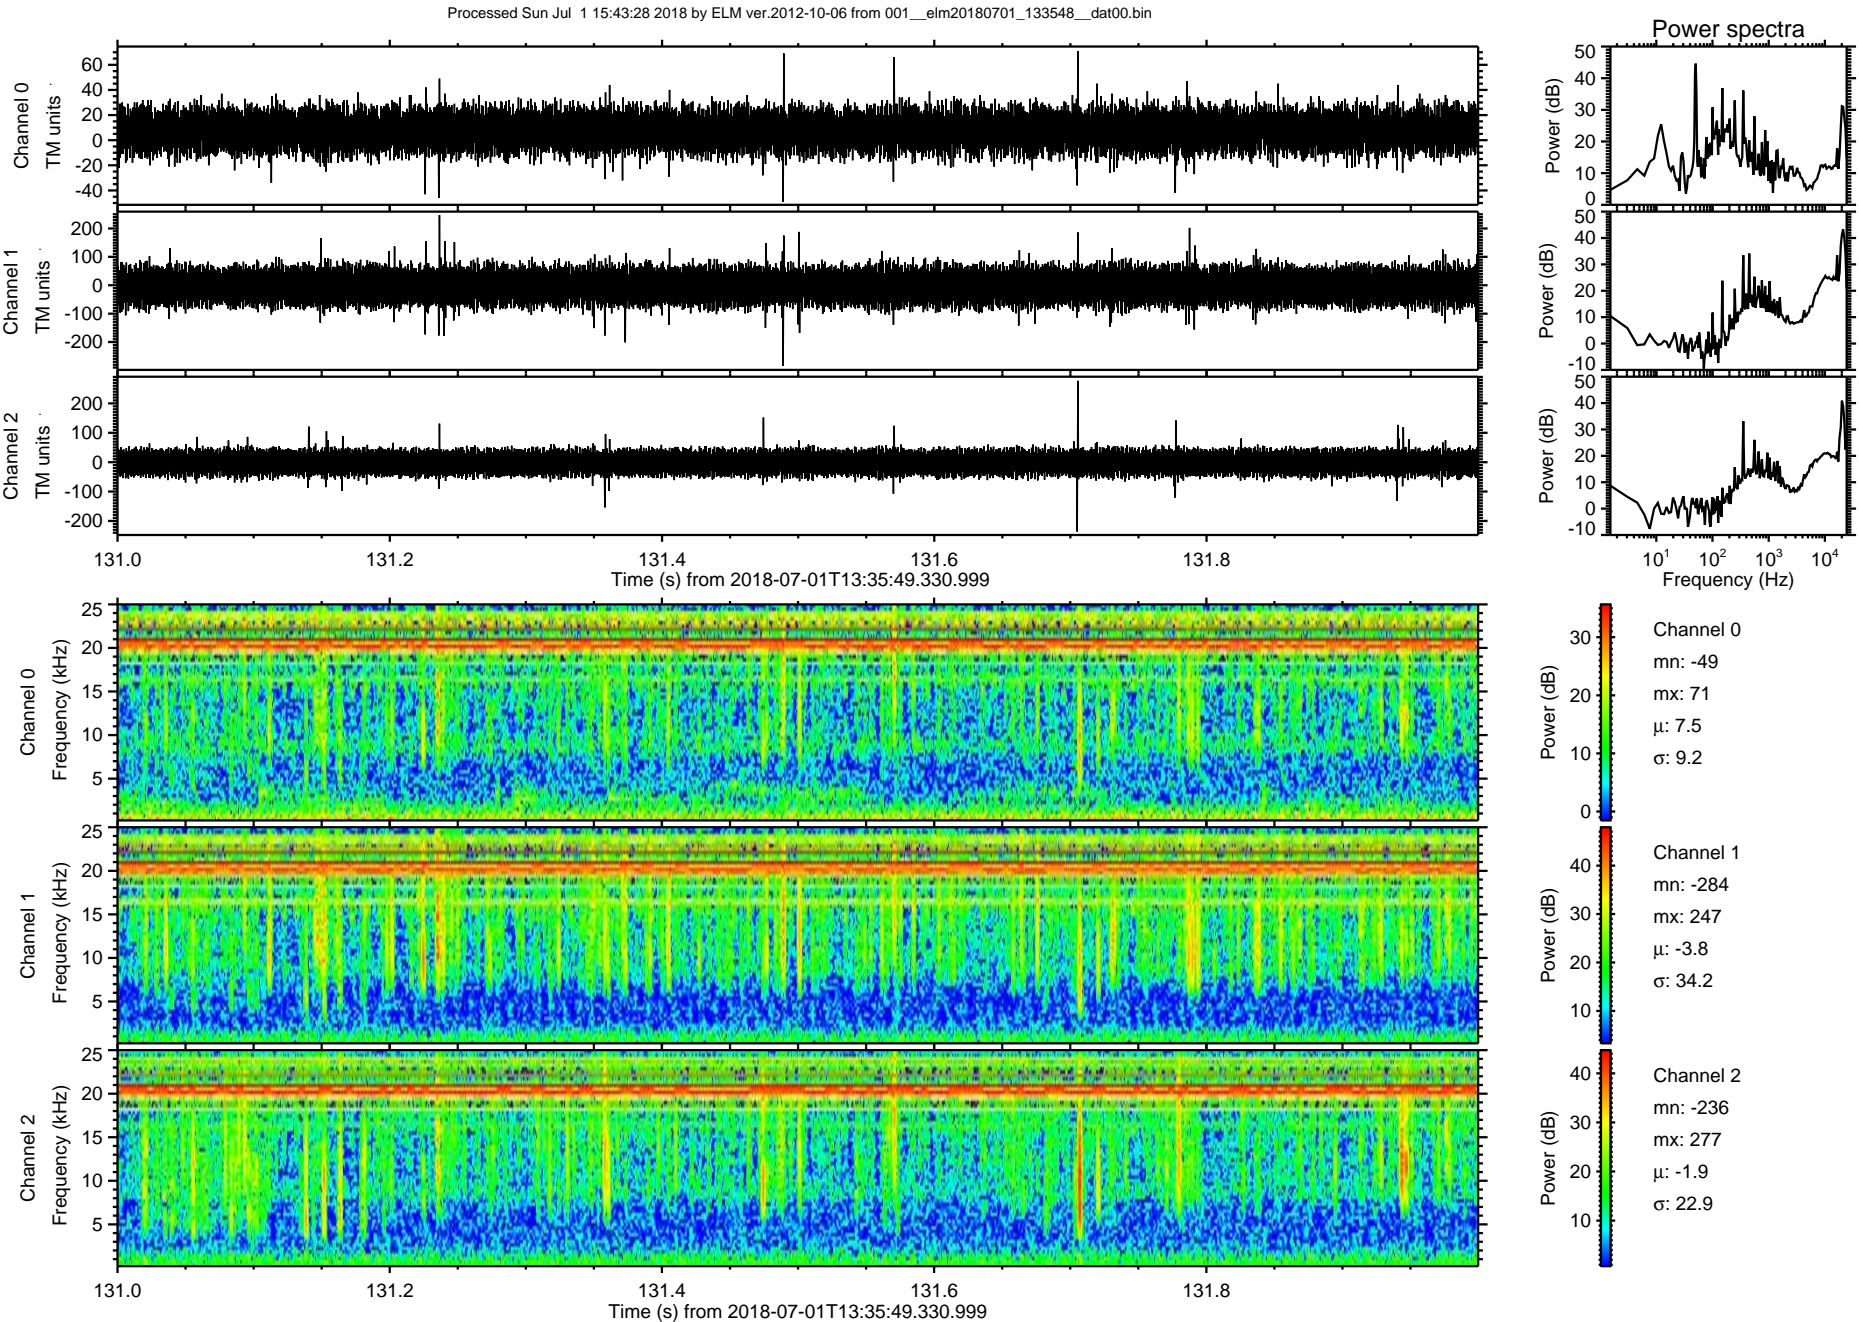 Processed Sun Jul 1 15:43:28 2018 by ELM ver.2012-10-06 from 001__elm20180701_133548__dat00.bin
Power spectra
Channel 0
TM units
60
40
20
0
-20
-40
Power (dB)
50
40
30
20
10
0
Channel 1
TM units
200
100
0
-100
-200
Power (dB)
50
40
30
20
10
0
-10
Channel 2
TM units
200
100
0
-100
-200
Power (dB)
50
40
30
20
10
0
-10
131.0 131.2 131.4 131.6 131.8
Time (s) from 2018-07-01T13:35:49.330.999
10^1 10^2 10^3 10^4
Frequency (Hz)
Channel 0
Frequency (kHz)
25
20
15
10
5
Power (dB)
30
20
10
0
Channel 0
mn: -49
mx: 71
μ: 7.5
σ: 9.2
Channel 1
Frequency (kHz)
25
20
15
10
5
Power (dB)
40
30
20
10
Channel 1
mn: -284
mx: 247
μ: -3.8
σ: 34.2
Channel 2
Frequency (kHz)
25
20
15
10
5
Power (dB)
40
30
20
10
Channel 2
mn: -236
mx: 277
μ: -1.9
σ: 22.9
131.0 131.2 131.4 131.6 131.8
Time (s) from 2018-07-01T13:35:49.330.999